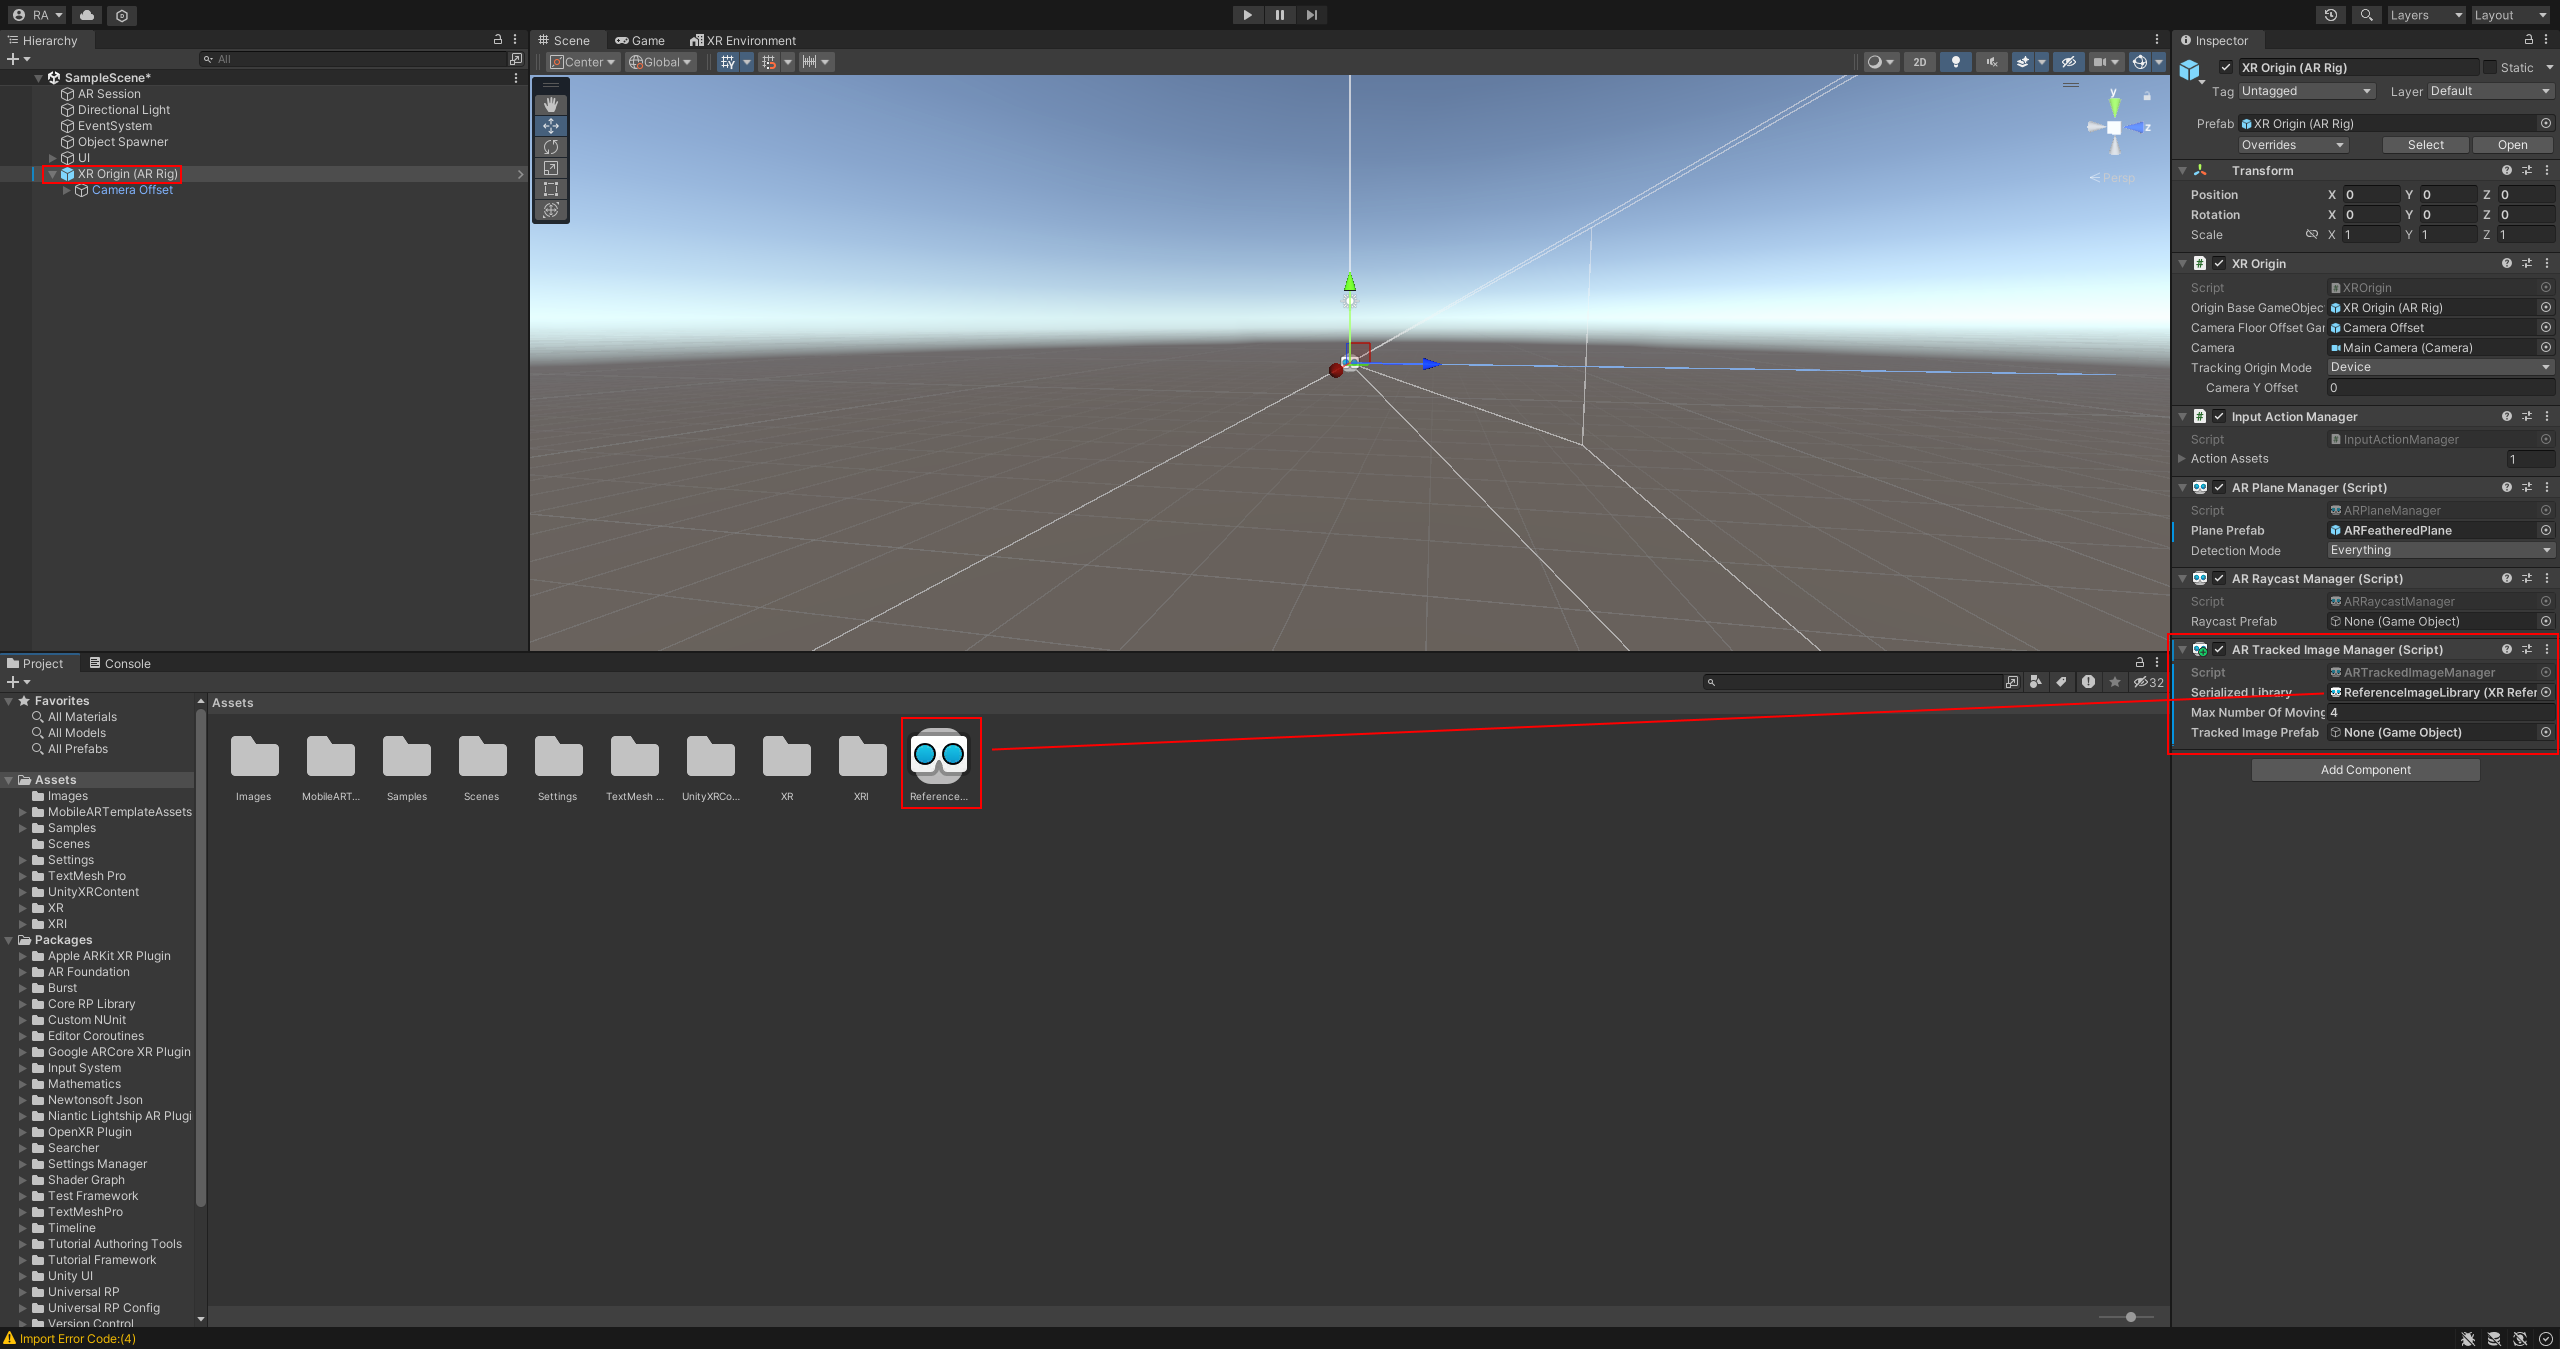 RA
Layers
Layout
Hierarchy
All
SampleScene*
AR Session
Directional Light
EventSystem
Object Spawner
UI
XR Origin (AR Rig)
Camera Offset
Scene
Game
XR Environment
Center
Global
2D
y
z
Persp
Inspector
XR Origin (AR Rig)
Static
Tag
Untagged
Layer
Default
Prefab
XR Origin (AR Rig)
Overrides
Select
Open
Transform
Position X 0 Y 0 Z 0
Rotation X 0 Y 0 Z 0
Scale X 1 Y 1 Z 1
XR Origin
Script XROrigin
Origin Base GameObjec XR Origin (AR Rig)
Camera Floor Offset Gar Camera Offset
Camera Main Camera (Camera)
Tracking Origin Mode Device
Camera Y Offset 0
Input Action Manager
Script InputActionManager
Action Assets 1
AR Plane Manager (Script)
Script ARPlaneManager
Plane Prefab ARFeatheredPlane
Detection Mode Everything
AR Raycast Manager (Script)
Script ARRaycastManager
Raycast Prefab None (Game Object)
AR Tracked Image Manager (Script)
Script ARTrackedImageManager
Serialized Library ReferenceImageLibrary (XR Refer
Max Number Of Moving 4
Tracked Image Prefab None (Game Object)
Add Component
Project
Console
32
Favorites
All Materials
All Models
All Prefabs
Assets
Images
MobileARTemplateAssets
Samples
Scenes
Settings
TextMesh Pro
UnityXRContent
XR
XRI
Packages
Apple ARKit XR Plugin
AR Foundation
Burst
Core RP Library
Custom NUnit
Editor Coroutines
Google ARCore XR Plugin
Input System
Mathematics
Newtonsoft Json
Niantic Lightship AR Plugi
OpenXR Plugin
Searcher
Settings Manager
Shader Graph
Test Framework
TextMeshPro
Timeline
Tutorial Authoring Tools
Tutorial Framework
Unity UI
Universal RP
Universal RP Config
Version Control
Assets
Images
MobileART...
Samples
Scenes
Settings
TextMesh ...
UnityXRCo...
XR
XRI
Reference...
Import Error Code:(4)